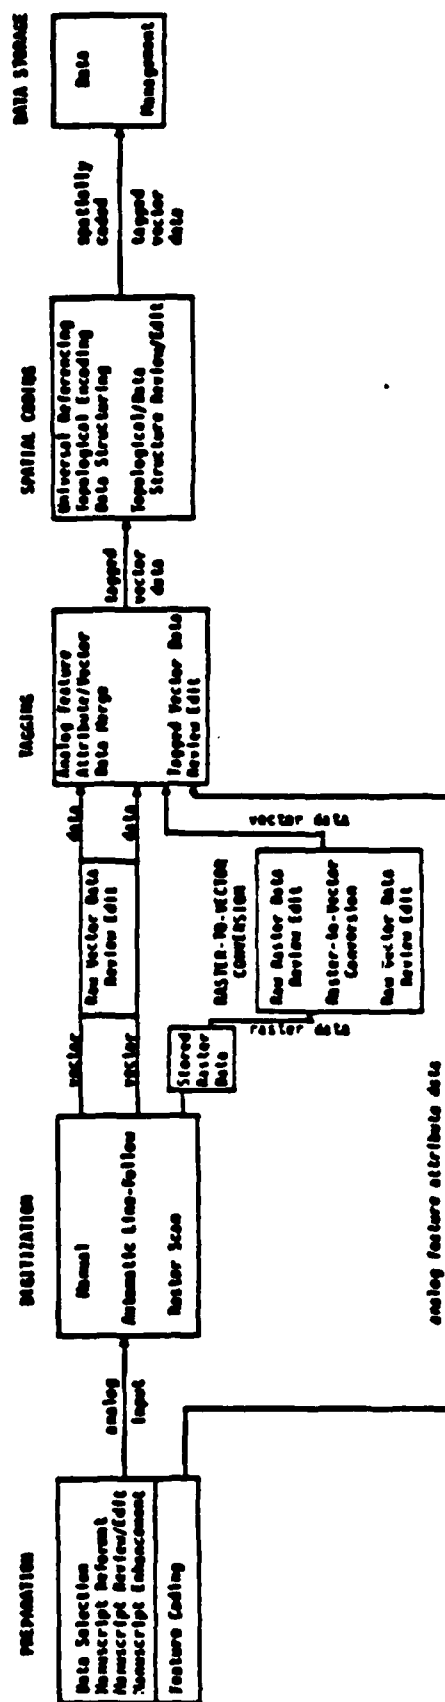 PREPARATION
Data Selection
Manuscript Reformat
Manuscript Review/Edit
Manuscript Enhancement
Feature Coding
analog
input
DIGITIZATION
Manual
Automatic Line-Follow
Raster Scan
vector
vector
Raw Vector Data
Review Edit
data
data
Stored
Raster
Data
raster data
RASTER-TO-VECTOR
CONVERSION
Raw Raster Data
Review Edit
Raster-to-Vector
Conversion
Raw Vector Data
Review Edit
vector data
analog feature attribute data
TAGGING
Analog Feature
Attribute/Vector
Data Merge
Tagged Vector Data
Review Edit
tagged
vector
data
SPATIAL CODING
Universal Referencing
Topological Encoding
Data Structuring
Topological/Data
Structure Review/Edit
spatially
coded
tagged
vector
data
DATA STORAGE
Data
Management